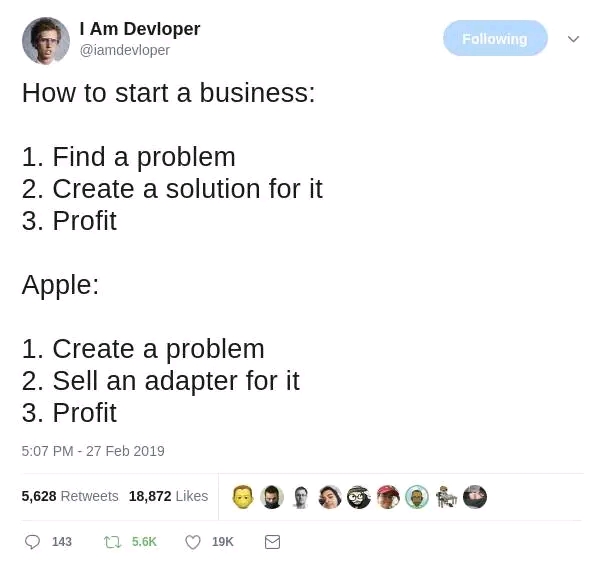 I Am Devloper
@iamdevloper
Following
How to start a business:
1. Find a problem
2. Create a solution for it
3. Profit
Apple:
1. Create a problem
2. Sell an adapter for it
3. Profit
5:07 PM - 27 Feb 2019
5,628 Retweets 18,872 Likes
143 5.6K 19K